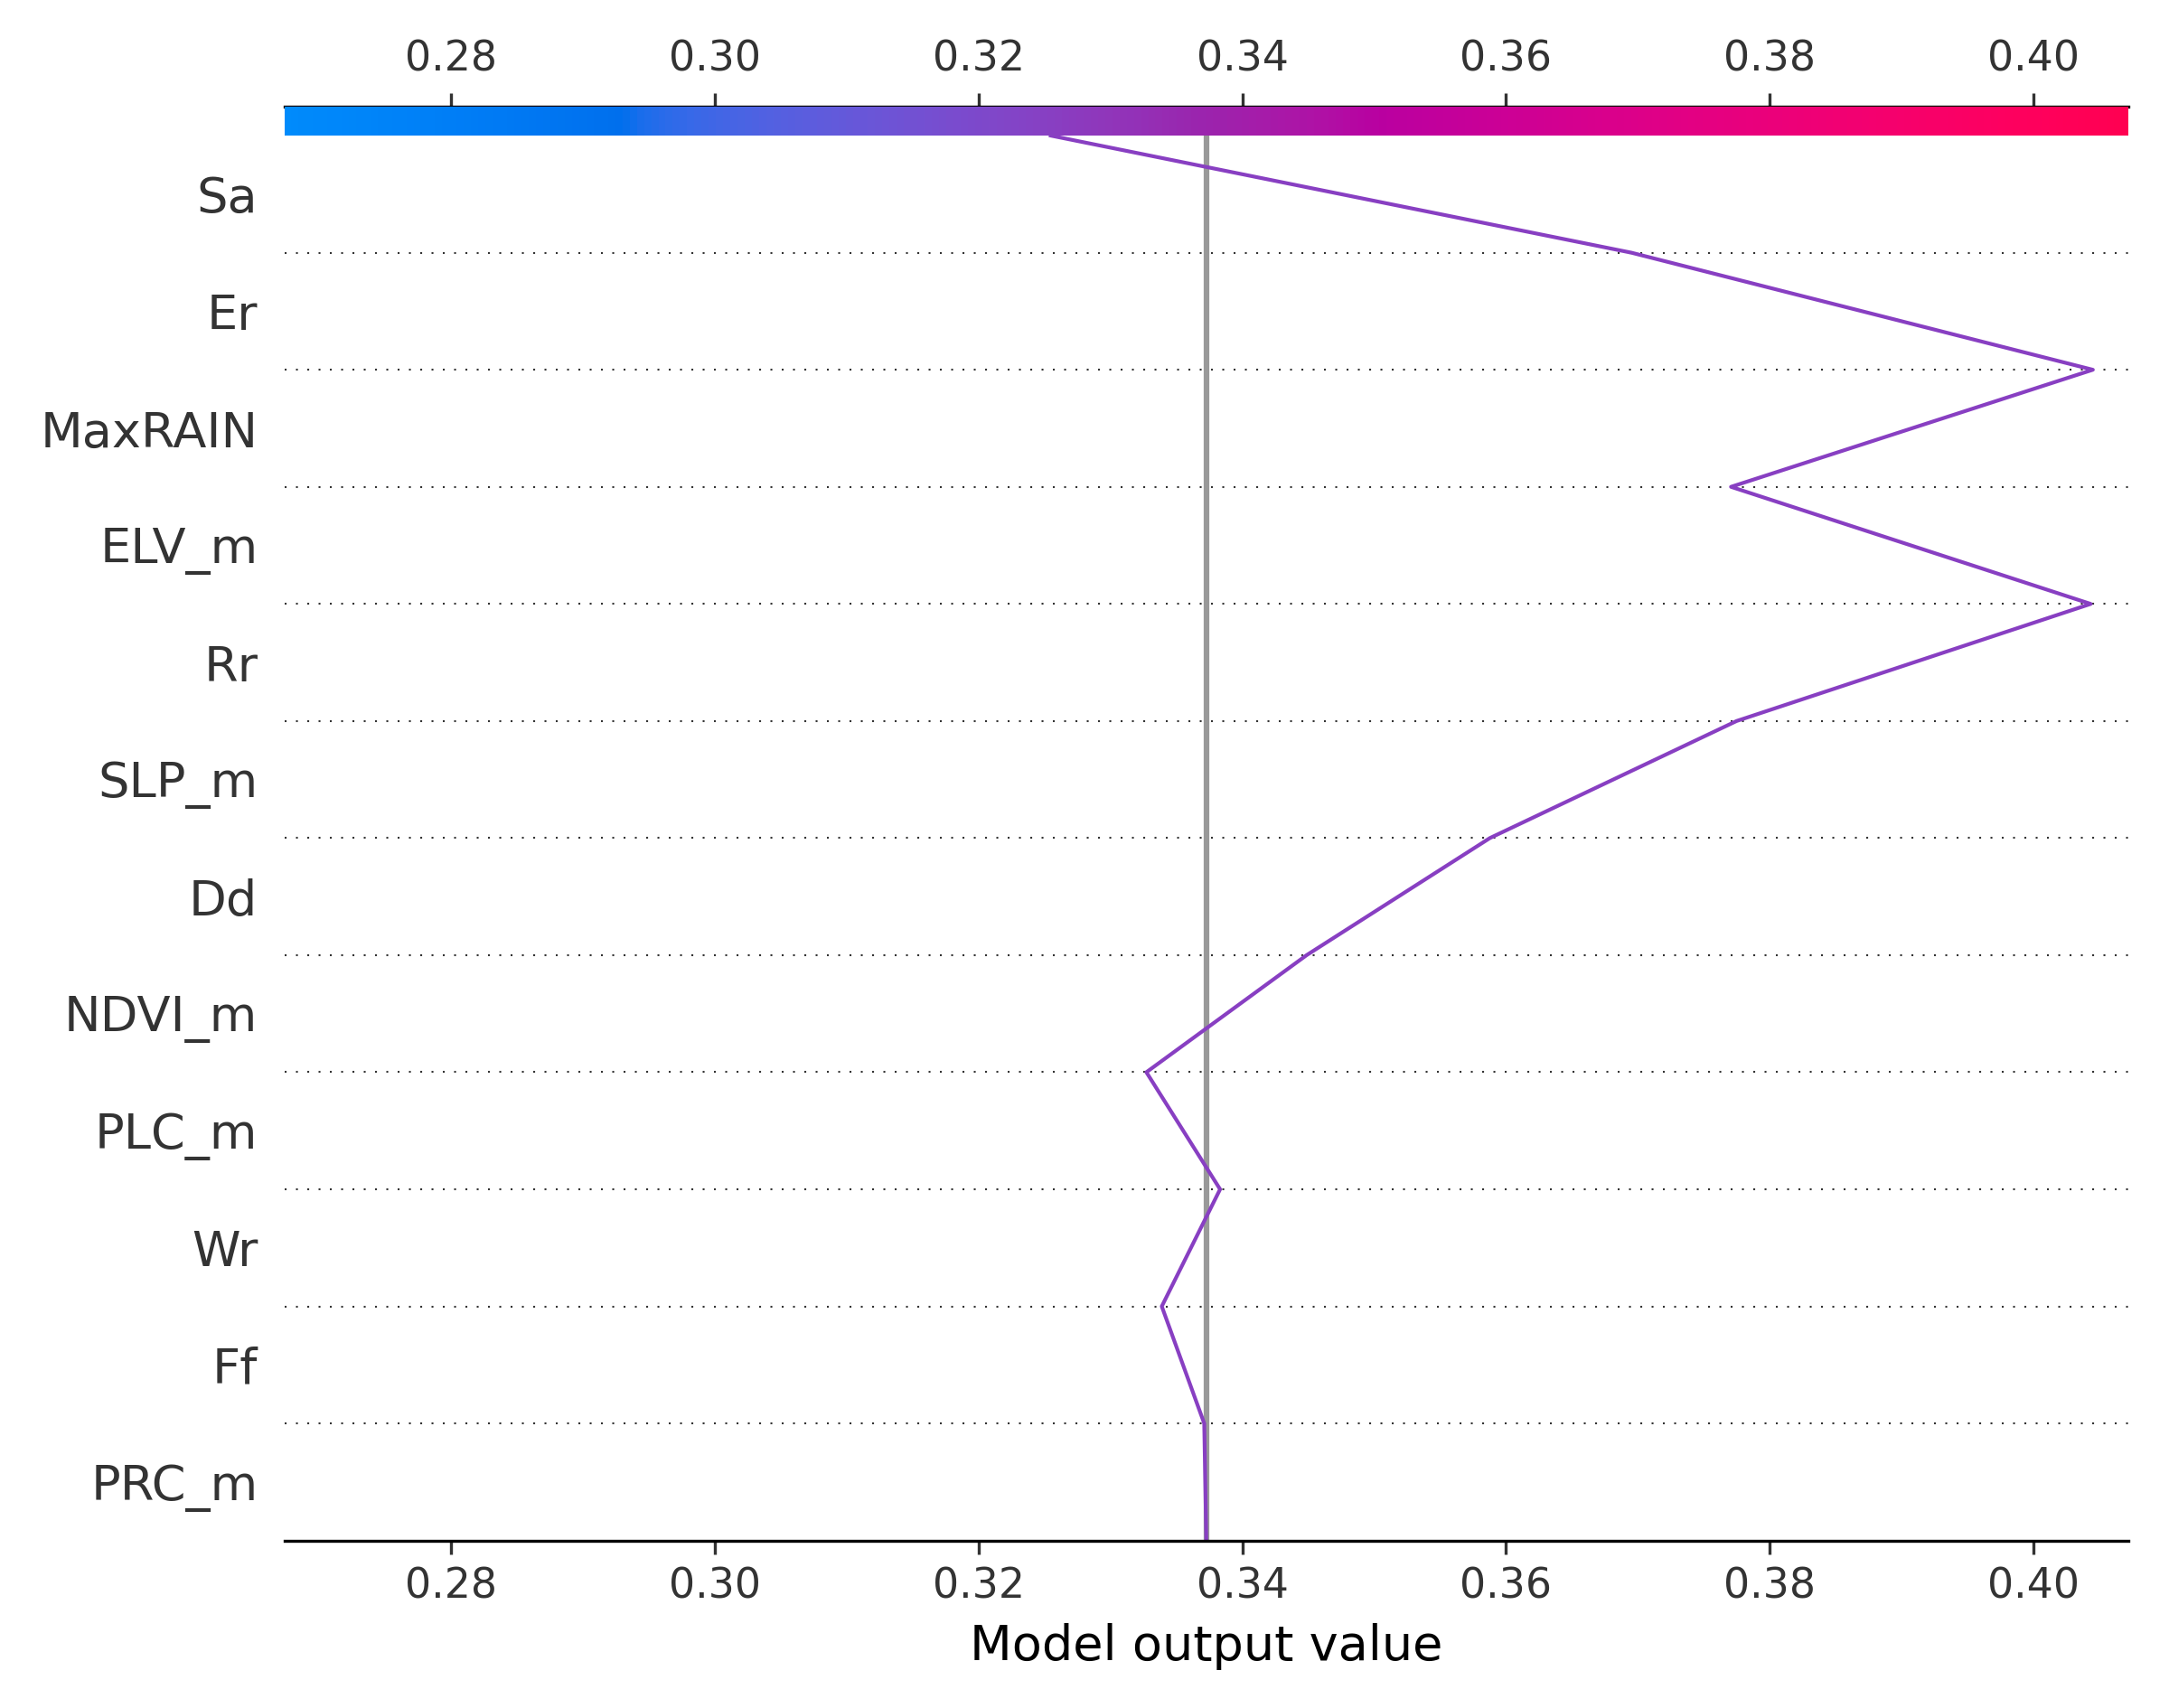 0.28 0.30 0.32 0.34 0.36 0.38 0.40
Sa
Er
MaxRAIN
ELV_m
Rr
SLP_m
Dd
NDVI_m
PLC_m
Wr
Ff
PRC_m
0.28 0.30 0.32 0.34 0.36 0.38 0.40
Model output value